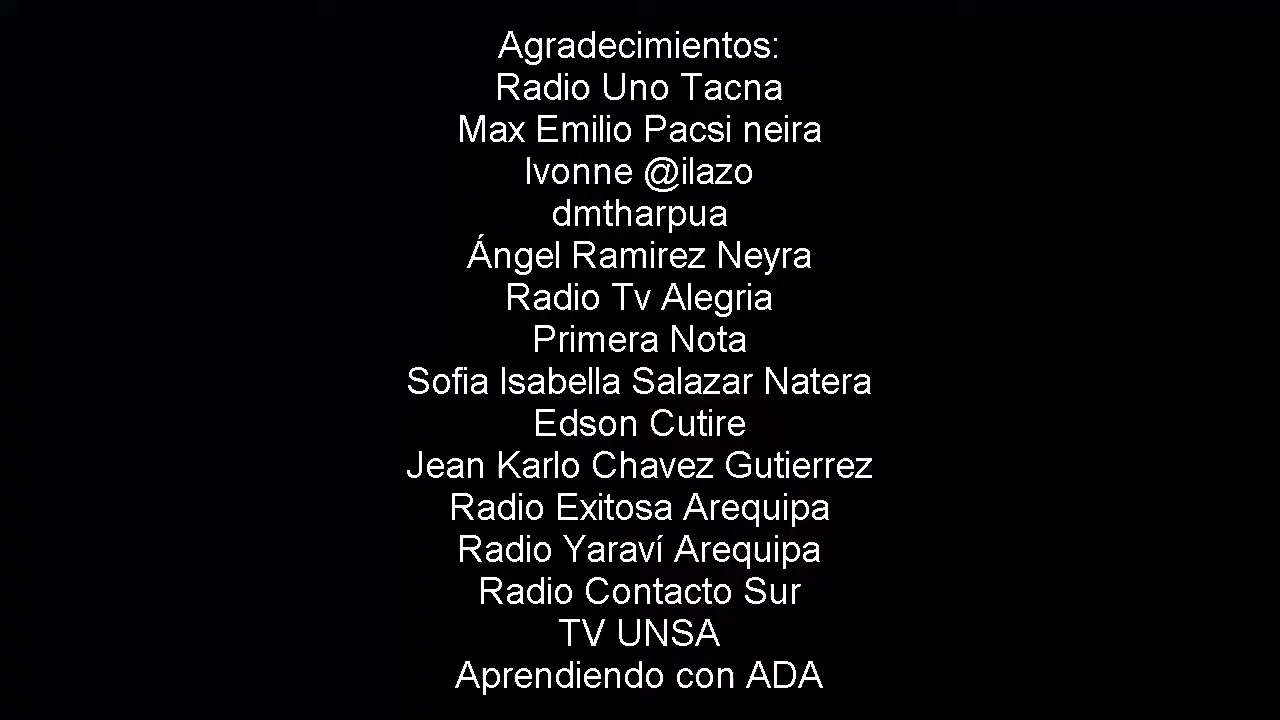 Agradecimientos:
Radio Uno Tacna
Max Emilio Pacsi neira
Ivonne @ilazo
dmtharpua
Ángel Ramirez Neyra
Radio Tv Alegria
Primera Nota
Sofia Isabella Salazar Natera
Edson Cutire
Jean Karlo Chavez Gutierrez
Radio Exitosa Arequipa
Radio Yaraví Arequipa
Radio Contacto Sur
TV UNSA
Aprendiendo con ADA